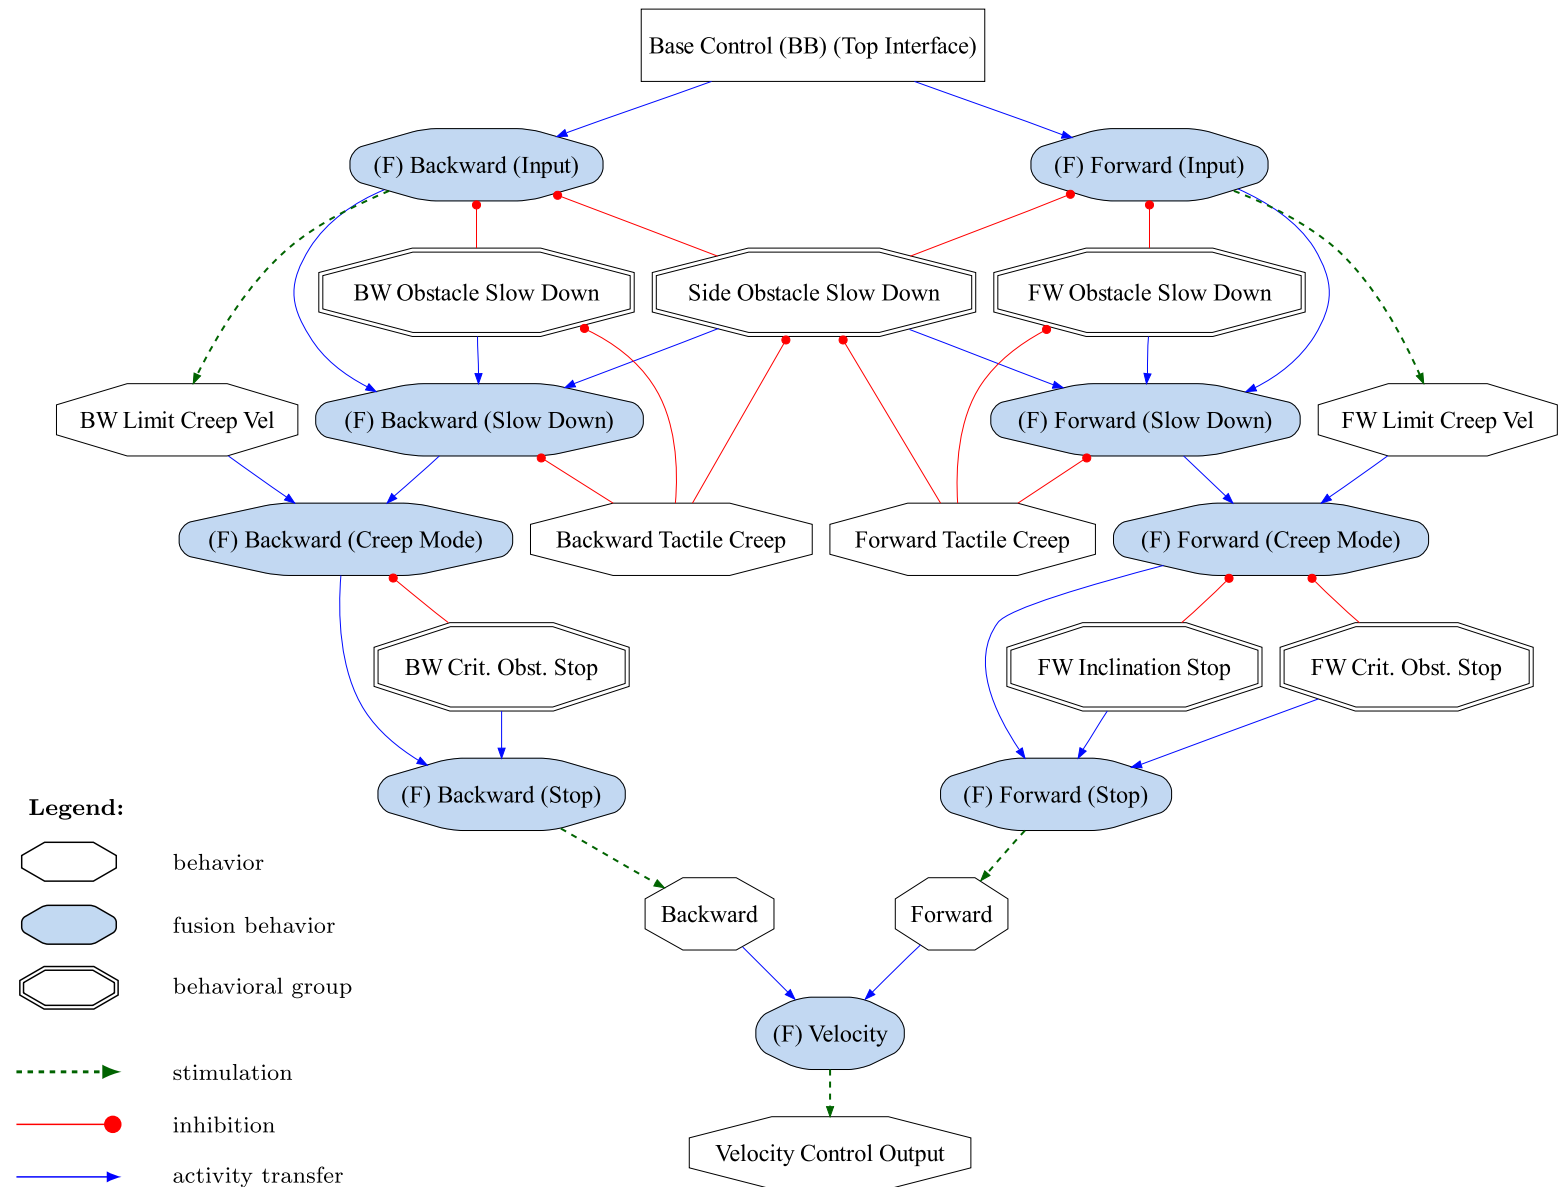 Base Control (BB) (Top Interface)
(F) Backward (Input)
(F) Forward (Input)
BW Obstacle Slow Down
Side Obstacle Slow Down
FW Obstacle Slow Down
BW Limit Creep Vel
(F) Backward (Slow Down)
(F) Forward (Slow Down)
FW Limit Creep Vel
(F) Backward (Creep Mode)
Backward Tactile Creep
Forward Tactile Creep
(F) Forward (Creep Mode)
BW Crit. Obst. Stop
FW Inclination Stop
FW Crit. Obst. Stop
(F) Backward (Stop)
(F) Forward (Stop)
Backward
Forward
(F) Velocity
Velocity Control Output
Legend:
behavior
fusion behavior
behavioral group
stimulation
inhibition
activity transfer